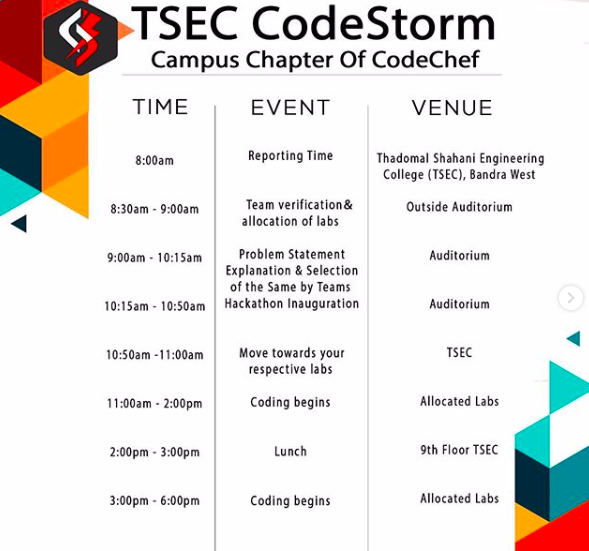 TSEC CodeStorm
Campus Chapter Of CodeChef
TIME EVENT VENUE
8:00am Reporting Time Thadomal Shahani Engineering
College (TSEC), Bandra West
8:30am - 9:00am Team verification& Outside Auditorium
allocation of labs
9:00am - 10:15am Problem Statement Auditorium
Explanation & Selection
of the Same by Teams
10:15am - 10:50am Hackathon Inauguration Auditorium
10:50am -11:00am Move towards your TSEC
respective labs
11:00am - 2:00pm Coding begins Allocated Labs
2:00pm - 3:00pm Lunch 9th Floor TSEC
3:00pm - 6:00pm Coding begins Allocated Labs